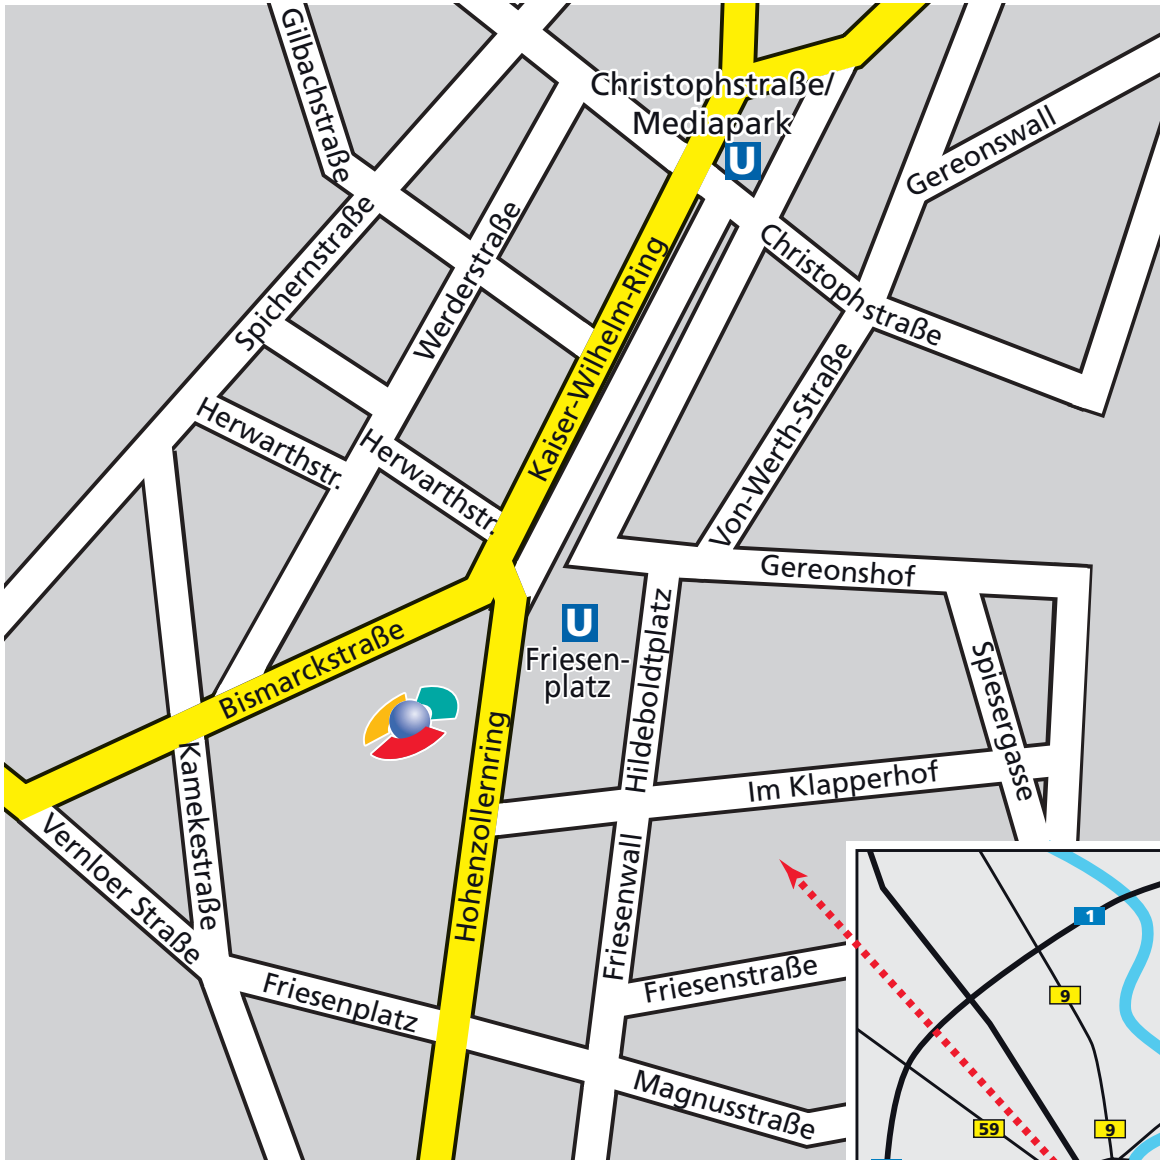 Gilbachstraße
Christophstraße/
Mediapark
U
Gereonswall
Spichernstraße
Werderstraße
Kaiser-Wilhelm-Ring
Christophstraße
Von-Werth-Straße
Herwarthstr.
Herwarthstr.
Gereonshof
U
Friesen-
platz
Hildeboldtplatz
Bismarckstraße
Spiesergasse
Kamekestraße
Hohenzollernring
Im Klapperhof
Vernloer Straße
Friesenwall
Friesenstraße
Friesenplatz
Magnusstraße
1
9
59
9